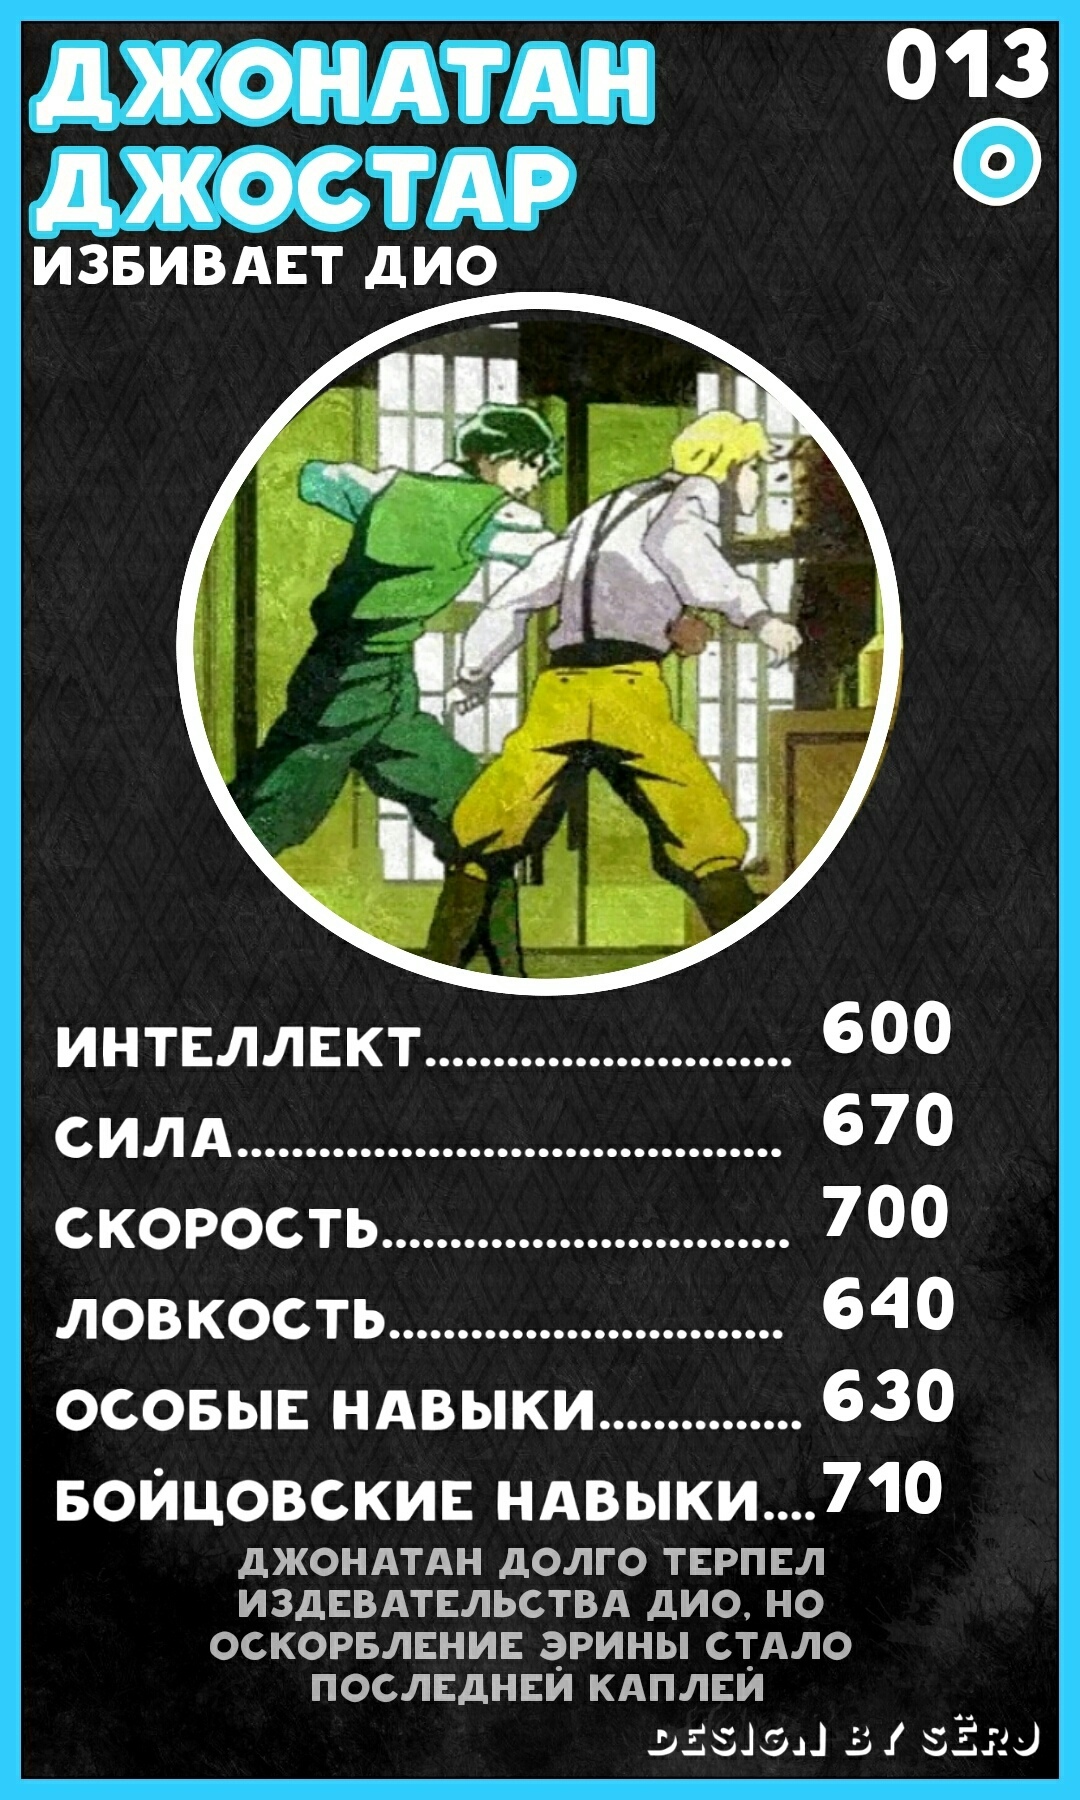 ДЖОНАТАН
ДЖОСТАР
ИЗБИВАЕТ ДИО
013
ИНТЕЛЛЕКТ........................... 600
СИЛА........................................ 670
СКОРОСТЬ.............................. 700
ЛОВКОСТЬ............................. 640
ОСОБЫЕ НАВЫКИ............... 630
БОЙЦОВСКИЕ НАВЫКИ....710
ДЖОНАТАН ДОЛГО ТЕРПЕЛ
ИЗДЕВАТЕЛЬСТВА ДИО, НО
ОСКОРБЛЕНИЕ ЭРИНЫ СТАЛО
ПОСЛЕДНЕЙ КАПЛЕЙ
DESIGN BY SËRJ